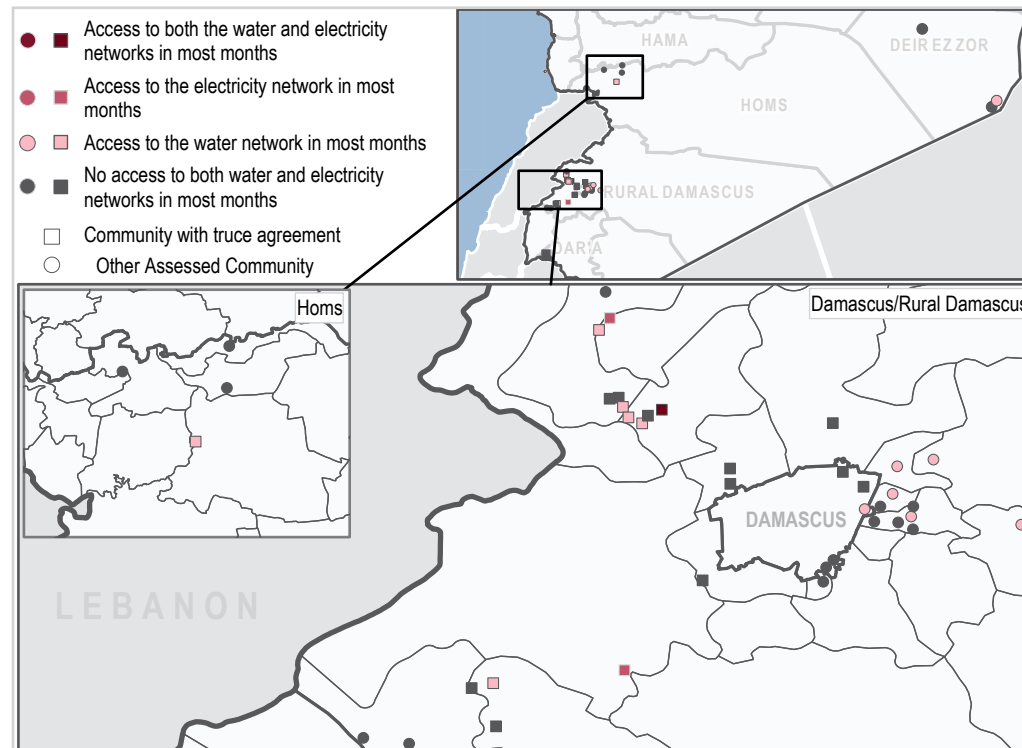 Access to both the water and electricity
networks in most months
Access to the electricity network in most
months
Access to the water network in most months
No access to both water and electricity
networks in most months
Community with truce agreement
Other Assessed Community
HAMA
DEIR EZZOR
HOMS
RURAL DAMASCUS
DARIA
Homs
Damascus/Rural Damascus
DAMASCUS
LEBANON